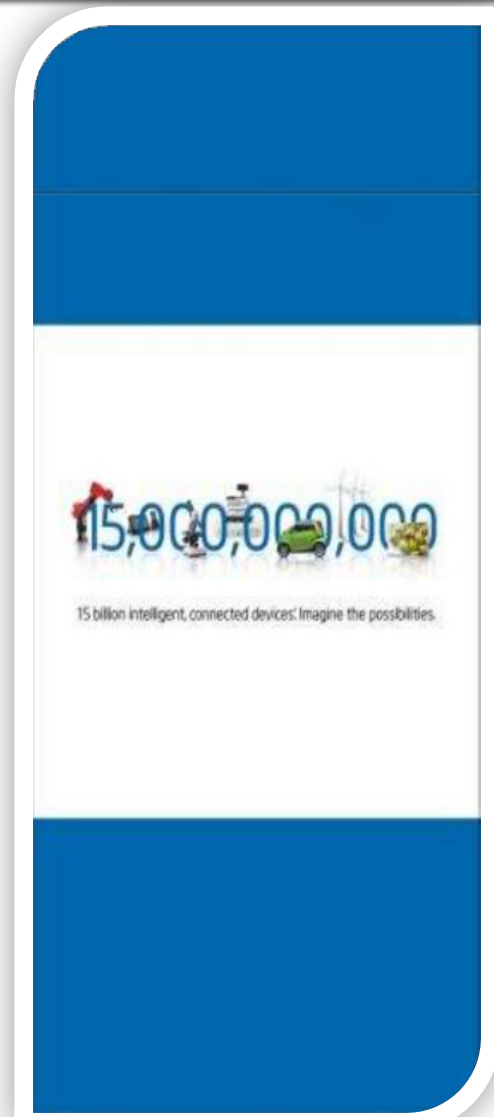 15,000,000,000
15 billion intelligent, connected devices. Imagine the possibilities.